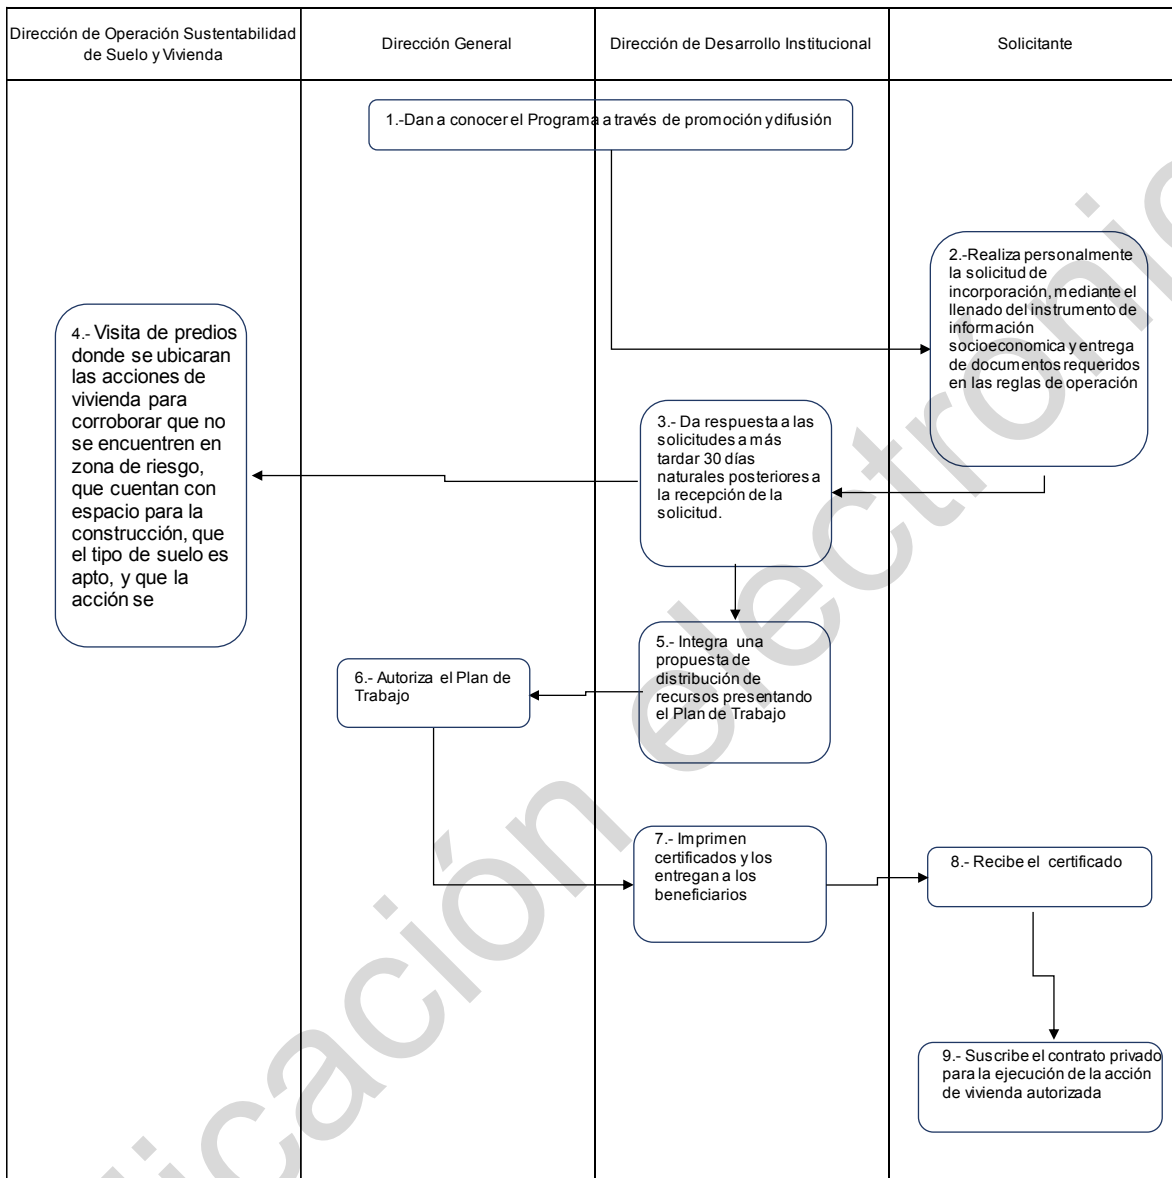 Dirección de Operación Sustentabilidad
de Suelo y Vivienda
Dirección General
Dirección de Desarrollo Institucional
Solicitante
1.-Dan a conocer el Programa a través de promoción y difusión
2.-Realiza personalmente
la solicitud de
incorporación, mediante el
llenado del instrumento de
información
socioeconomica y entrega
de documentos requeridos
en las reglas de operación
4.- Visita de predios
donde se ubicaran
las acciones de
vivienda para
corroborar que no
se encuentren en
zona de riesgo,
que cuentan con
espacio para la
construcción, que
el tipo de suelo es
apto, y que la
acción se
3.- Da respuesta a las
solicitudes a más
tardar 30 días
naturales posteriores a
la recepción de la
solicitud.
5.- Integra una
propuesta de
distribución de
recursos presentando
el Plan de Trabajo
6.- Autoriza el Plan de
Trabajo
7.- Imprimen
certificados y los
entregan a los
beneficiarios
8.- Recibe el certificado
9.- Suscribe el contrato privado
para la ejecución de la acción
de vivienda autorizada
licación electrónic